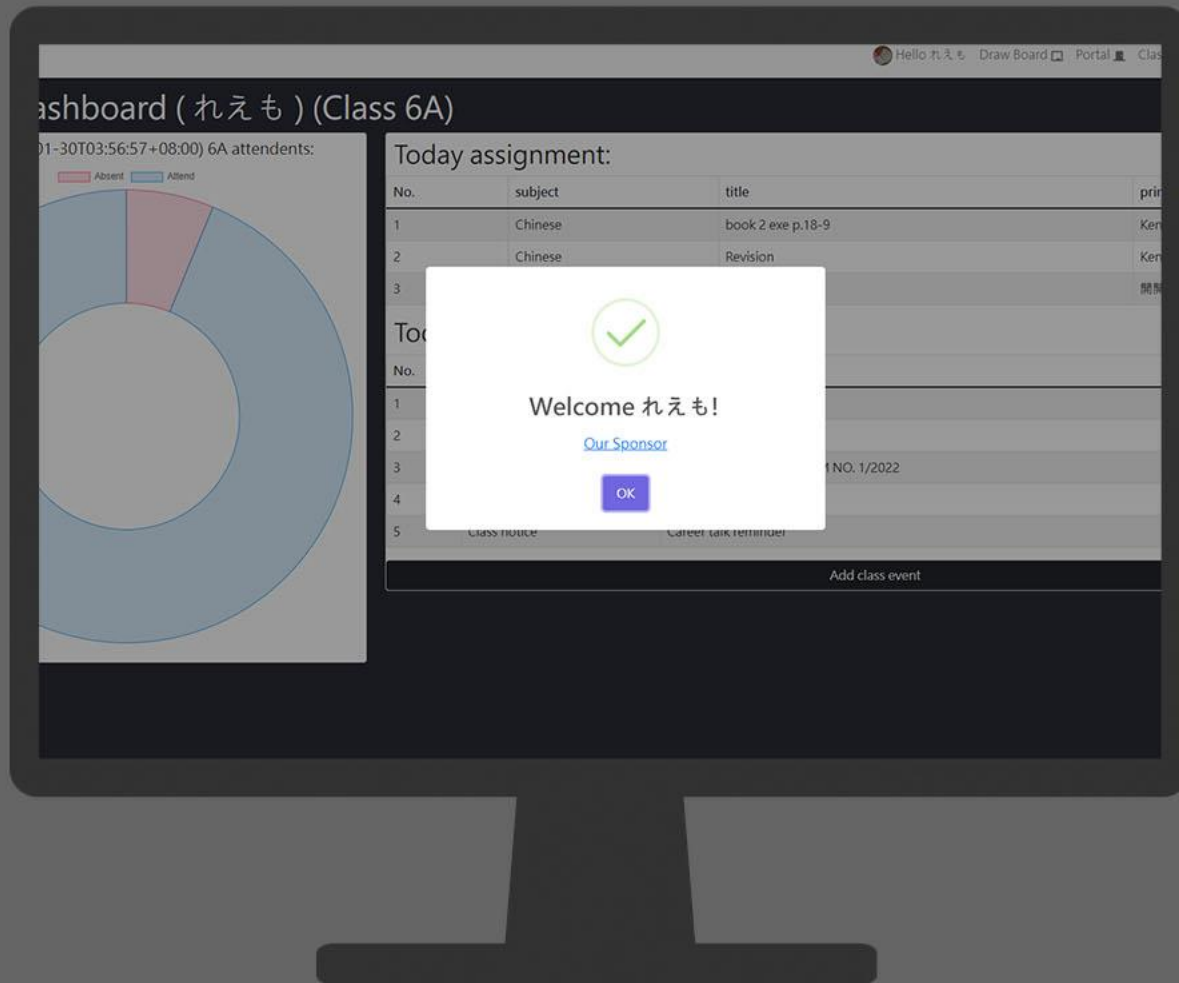 Hello れえも Draw Board Portal Clas
ashboard ( れえも ) (Class 6A)
01-30T03:56:57+08:00) 6A attendents:
Absent Attend
Today assignment:
No. subject title prin
1 Chinese book 2 exe p.18-9 Ken
2 Chinese Revision Ken
3
Too
No.
1
2
3 M NO. 1/2022
4
5 Class notice Career talk reminder
Add class event
Welcome れえも!
Our Sponsor
OK